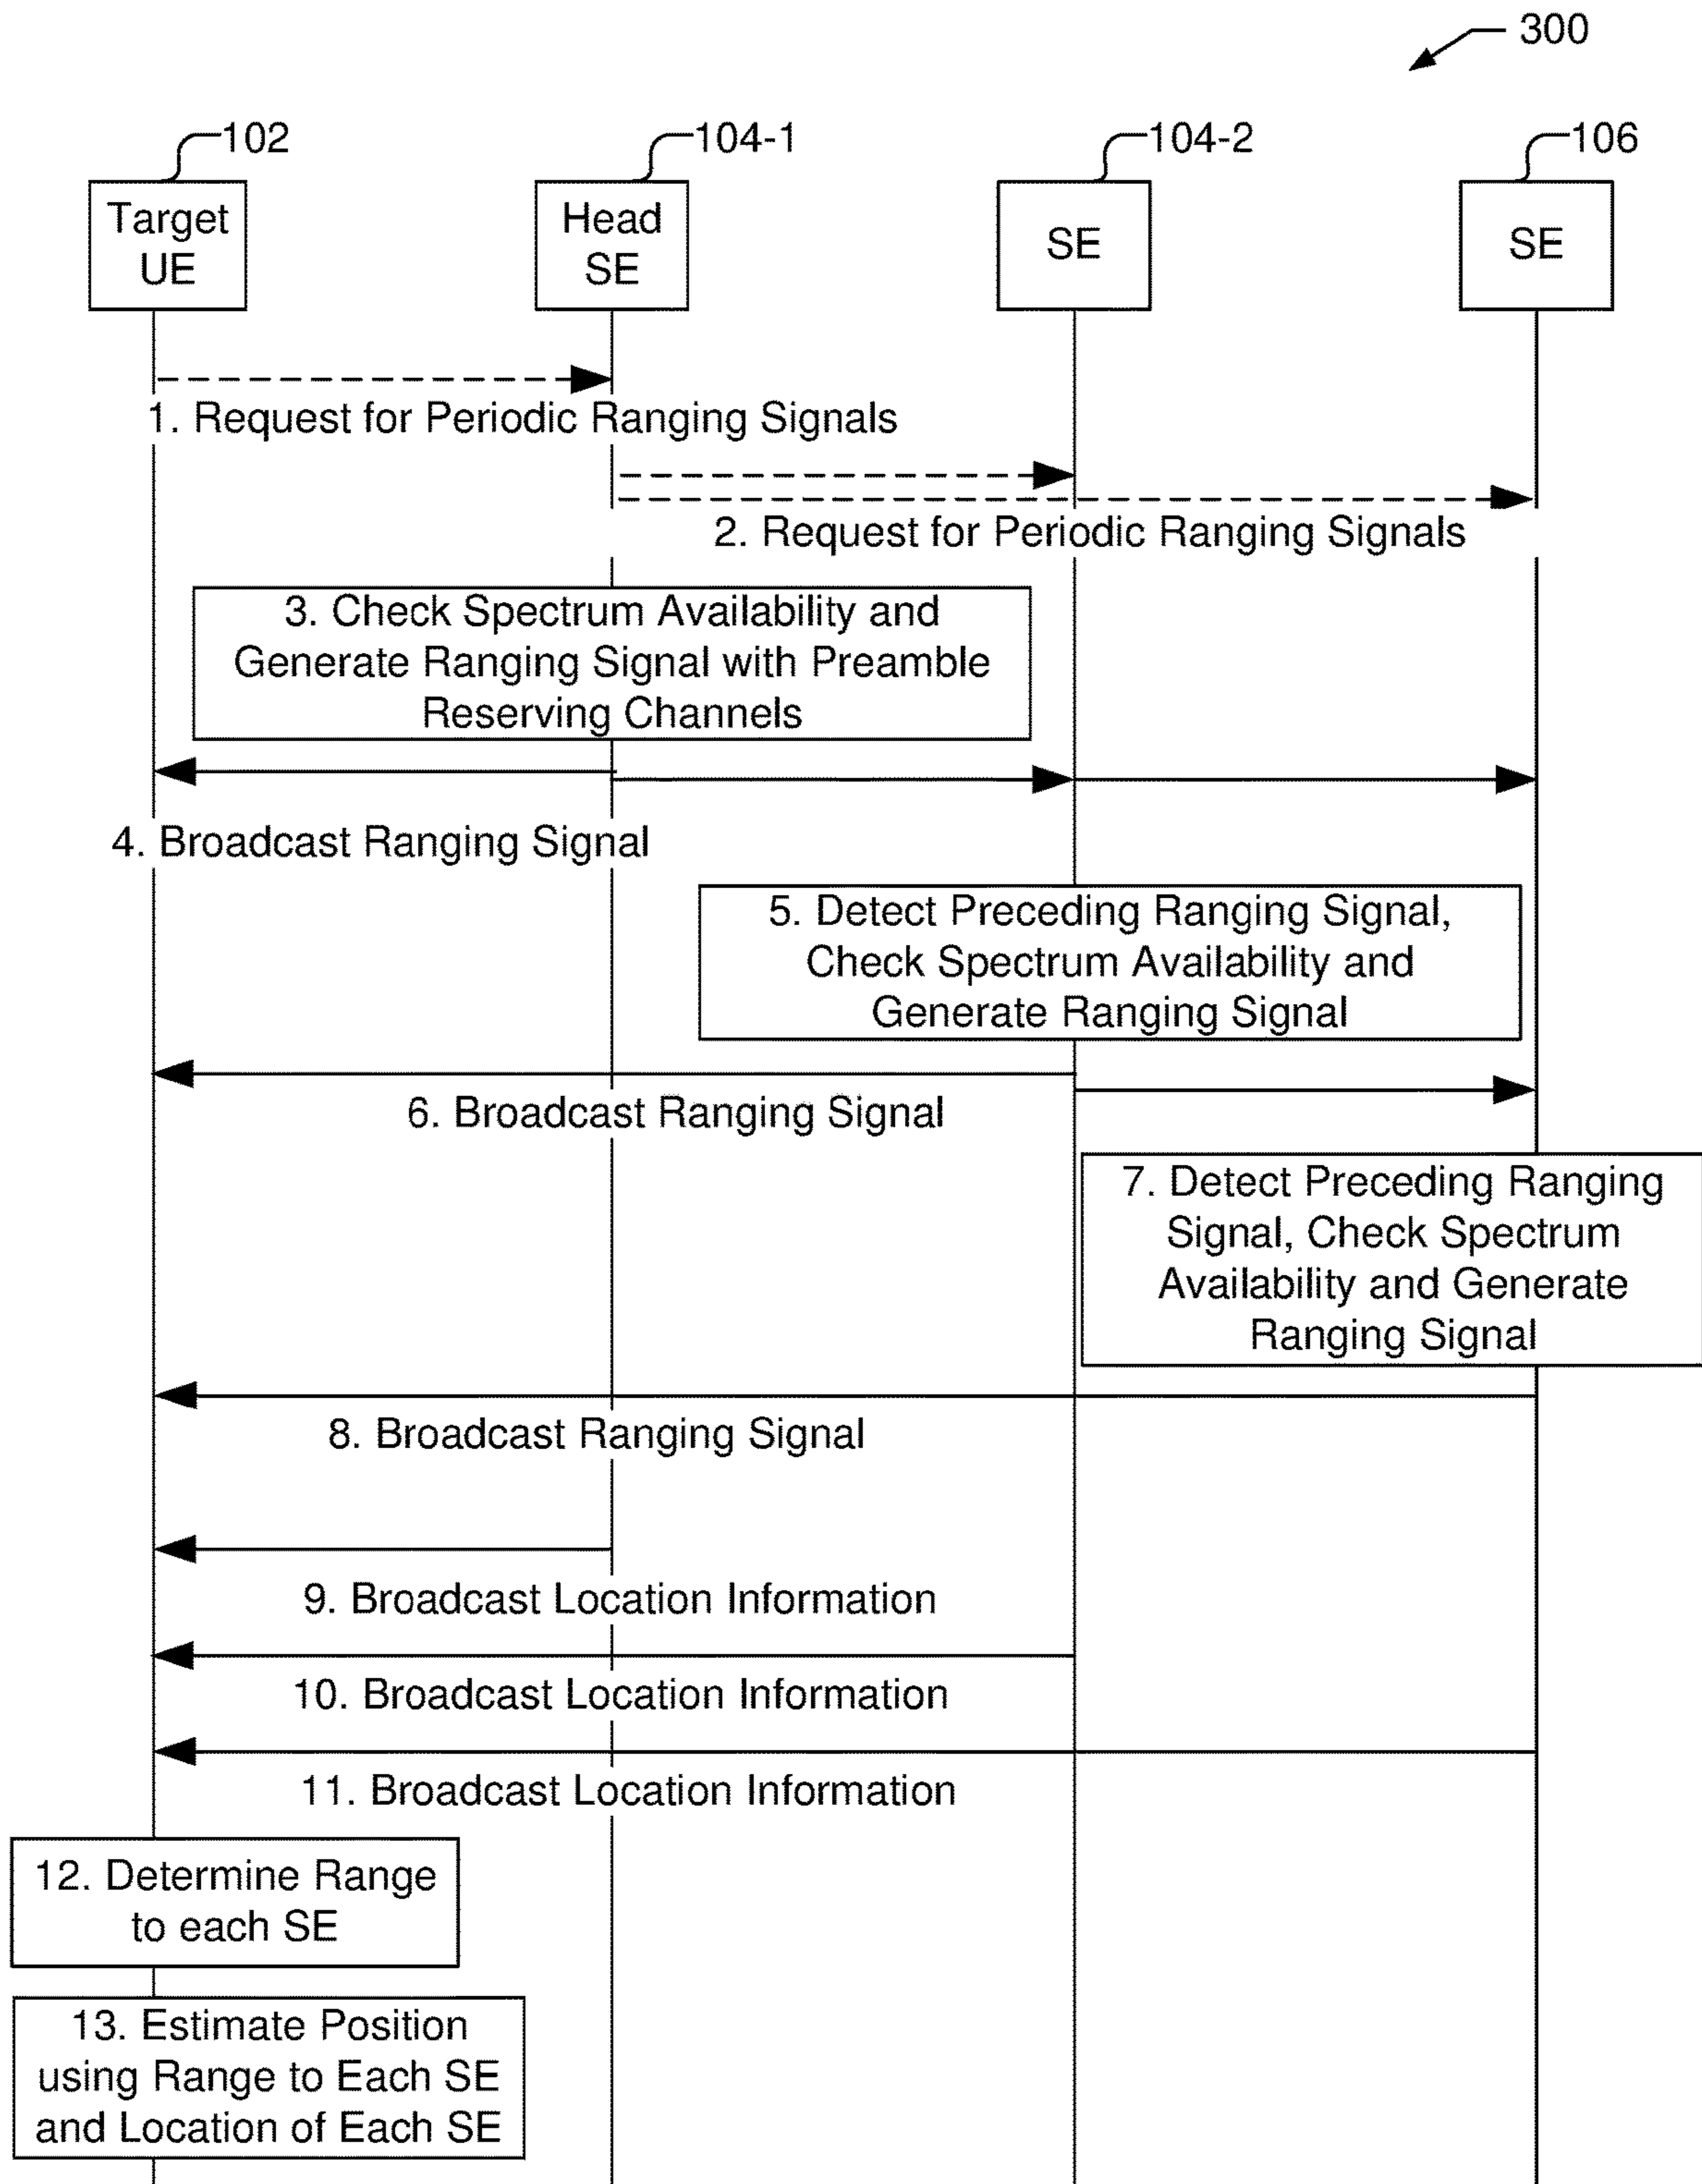 300
102
104-1
104-2
106
Target
UE
Head
SE
SE
SE
1. Request for Periodic Ranging Signals
2. Request for Periodic Ranging Signals
3. Check Spectrum Availability and
Generate Ranging Signal with Preamble
Reserving Channels
4. Broadcast Ranging Signal
5. Detect Preceding Ranging Signal,
Check Spectrum Availability and
Generate Ranging Signal
6. Broadcast Ranging Signal
7. Detect Preceding Ranging
Signal, Check Spectrum
Availability and Generate
Ranging Signal
8. Broadcast Ranging Signal
9. Broadcast Location Information
10. Broadcast Location Information
11. Broadcast Location Information
12. Determine Range
to each SE
13. Estimate Position
using Range to Each SE
and Location of Each SE